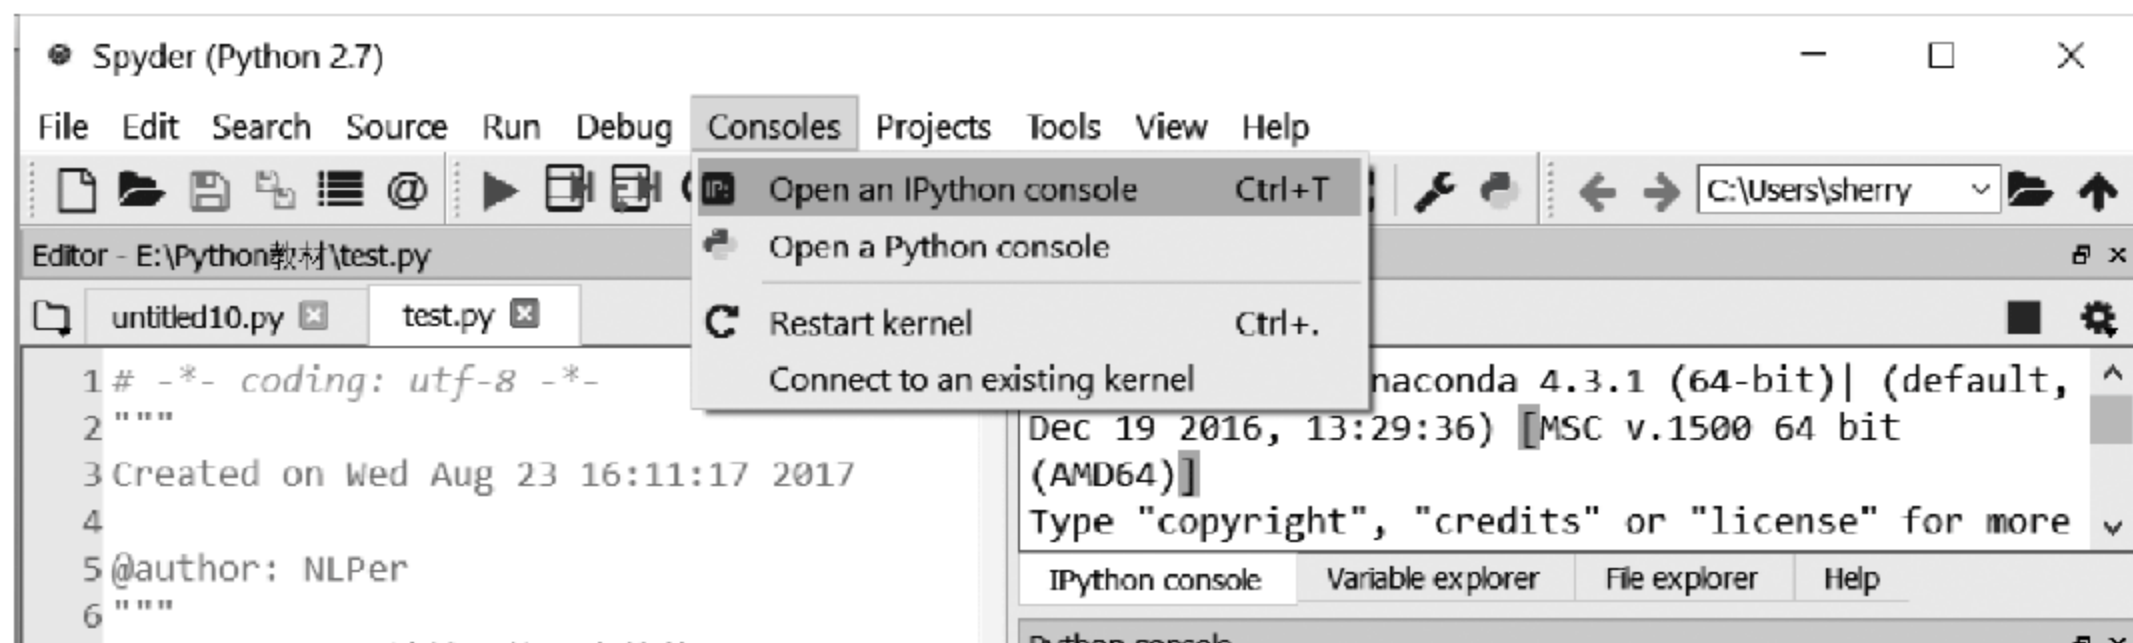 Spyder (Python 2.7)
File Edit Search Source Run Debug Consoles Projects Tools View Help
Open an IPython console Ctrl+T
C:\Users\sherry
Open a Python console
Editor - E:\Python教材\test.py
untitled10.py test.py
Restart kernel Ctrl+.
Connect to an existing kernel
1 # -*- coding: utf-8 -*-
2 """
3 Created on Wed Aug 23 16:11:17 2017
4
5 @author: NLPer
6 """
naconda 4.3.1 (64-bit)| (default,
Dec 19 2016, 13:29:36) [MSC v.1500 64 bit
(AMD64)]
Type "copyright", "credits" or "license" for more
IPython console Variable explorer File explorer Help
Python console